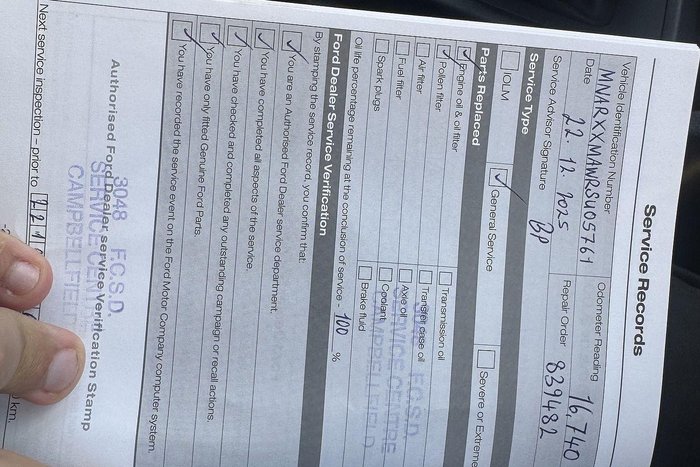 Service Records
Vehicle Identification Number Odometer Reading
MNARXXMAWRSW05761 16,740
Date Repair Order
22.12.2025 839482
Service Advisor Signature BP
Service Type
IOLM General Service Severe or Extreme
Parts Replaced
Engine oil & oil filter Transmission oil
Pollen filter Transfer case oil
Air filter Axle oil
Fuel filter Coolant
Spark plugs Brake fluid
Oil life percentage remaining at the conclusion of service - 100 %
Ford Dealer Service Verification
By stamping the service record, you confirm that:
You are an Authorised Ford Dealer service department.
You have completed all aspects of the service.
You have checked and completed any outstanding campaign or recall actions.
You have only fitted Genuine Ford Parts.
You have recorded the service event on the Ford Motor Company computer system.
3048 F.C.S.D
SERVICE CENTRE
CAMPBELLFIELD
Authorised Ford Dealer service Verification Stamp
3048 F.C.S.D
SERVICE CEN
CAMPBELLFIE
Next service inspection – prior to
km,